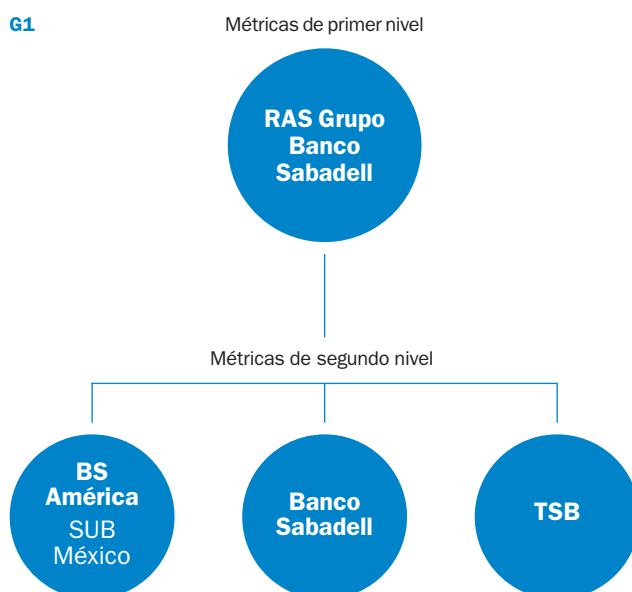 G1
Métricas de primer nivel
RAS Grupo
Banco
Sabadell
Métricas de segundo nivel
BS
América
SUB
México
Banco
Sabadell
TSB